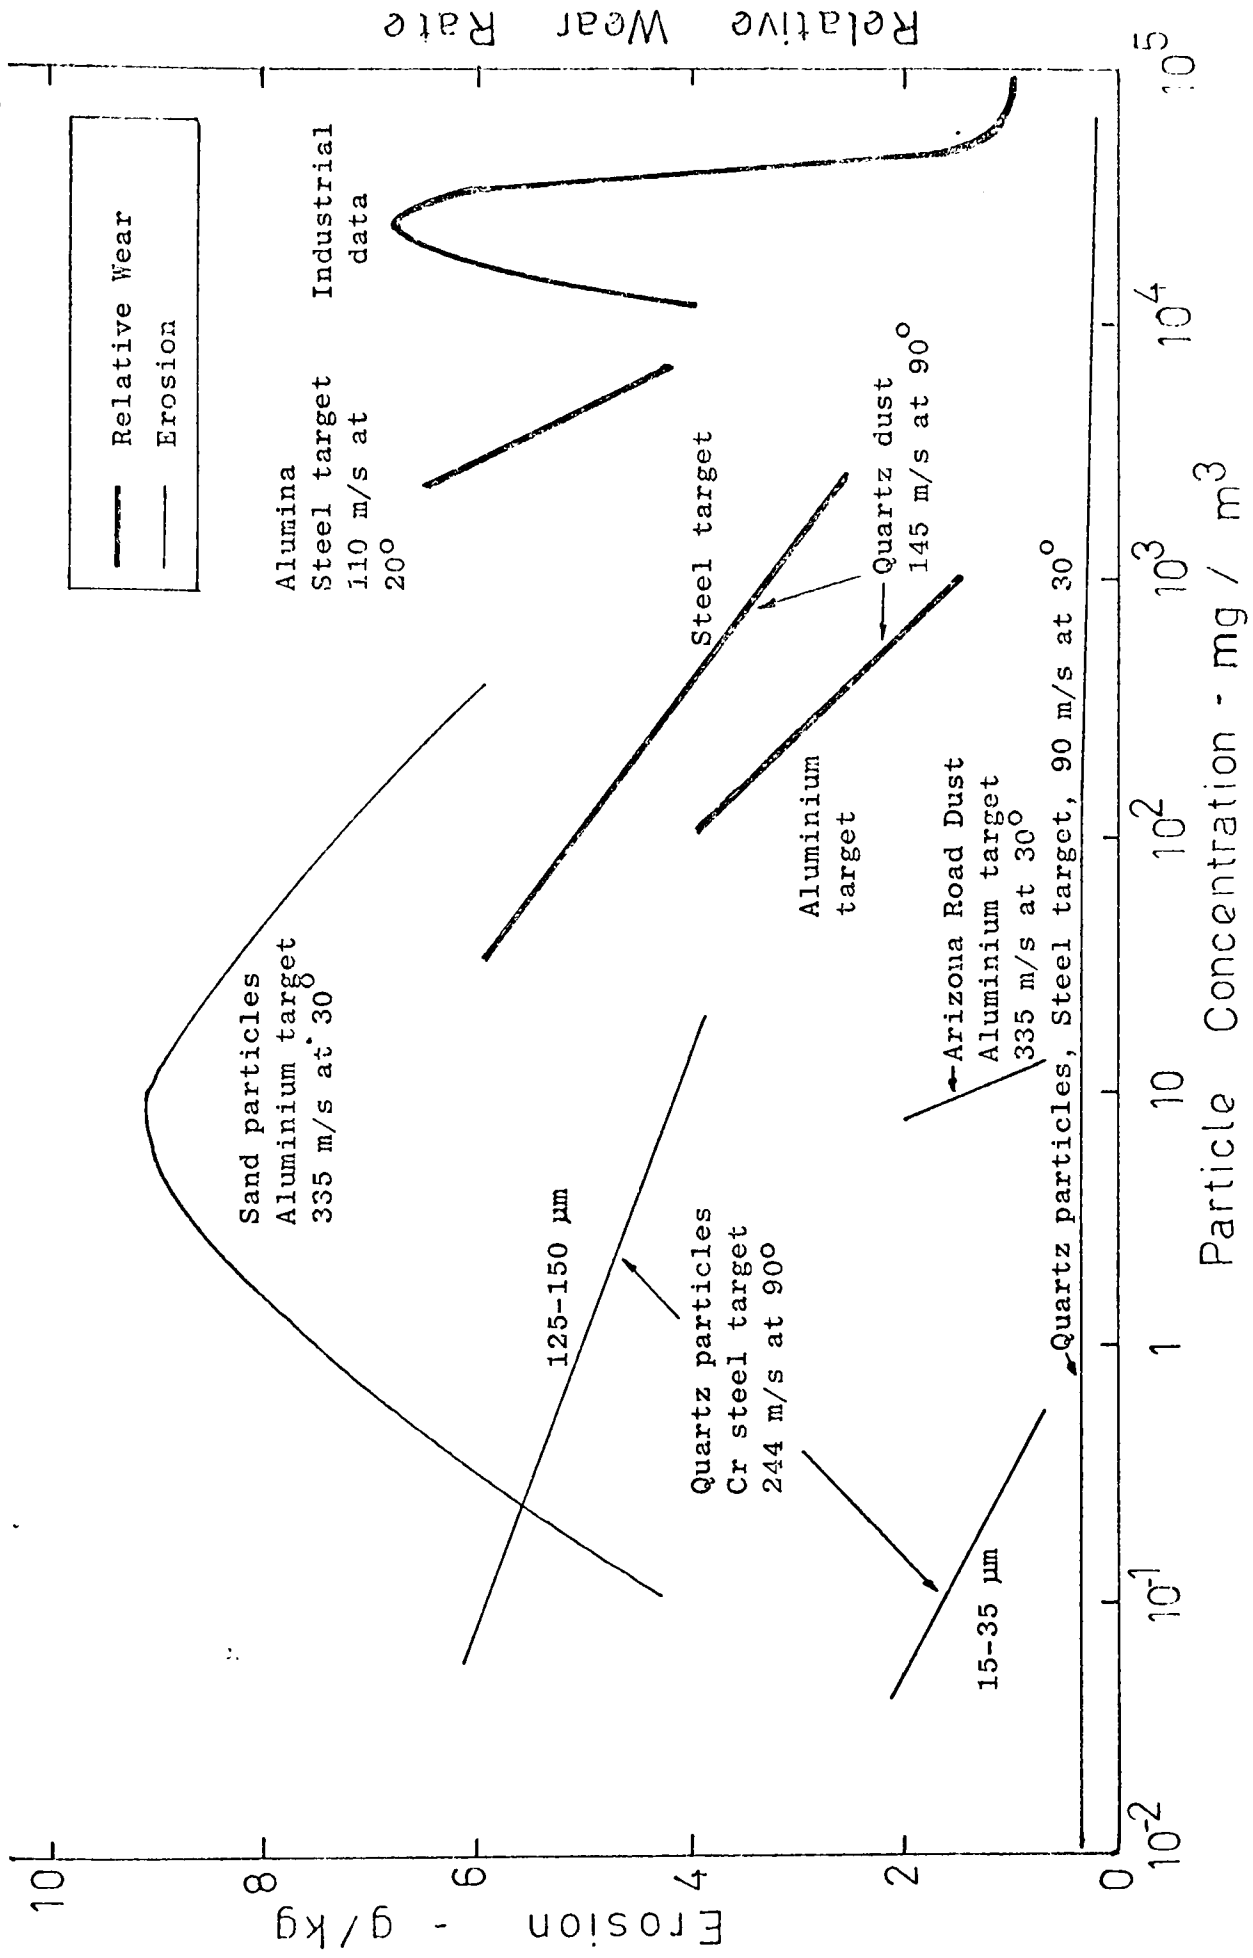 Relative Wear
Erosion
Alumina
Steel target
110 m/s at
20°
Industrial
data
Sand particles
Aluminium target
335 m/s at 30°
125-150 μm
Steel target
Quartz particles
Cr steel target
244 m/s at 90°
Aluminium
target
Quartz dust
145 m/s at 90°
Arizona Road Dust
Aluminium target
335 m/s at 30°
15-35 μm
Quartz particles, Steel target, 90 m/s at 30°
Erosion - g/kg
10
8
6
4
2
0
Relative Wear Rate
10⁻²
10⁻¹
1
10
10²
10³
10⁴
10⁵
Particle Concentration - mg / m³